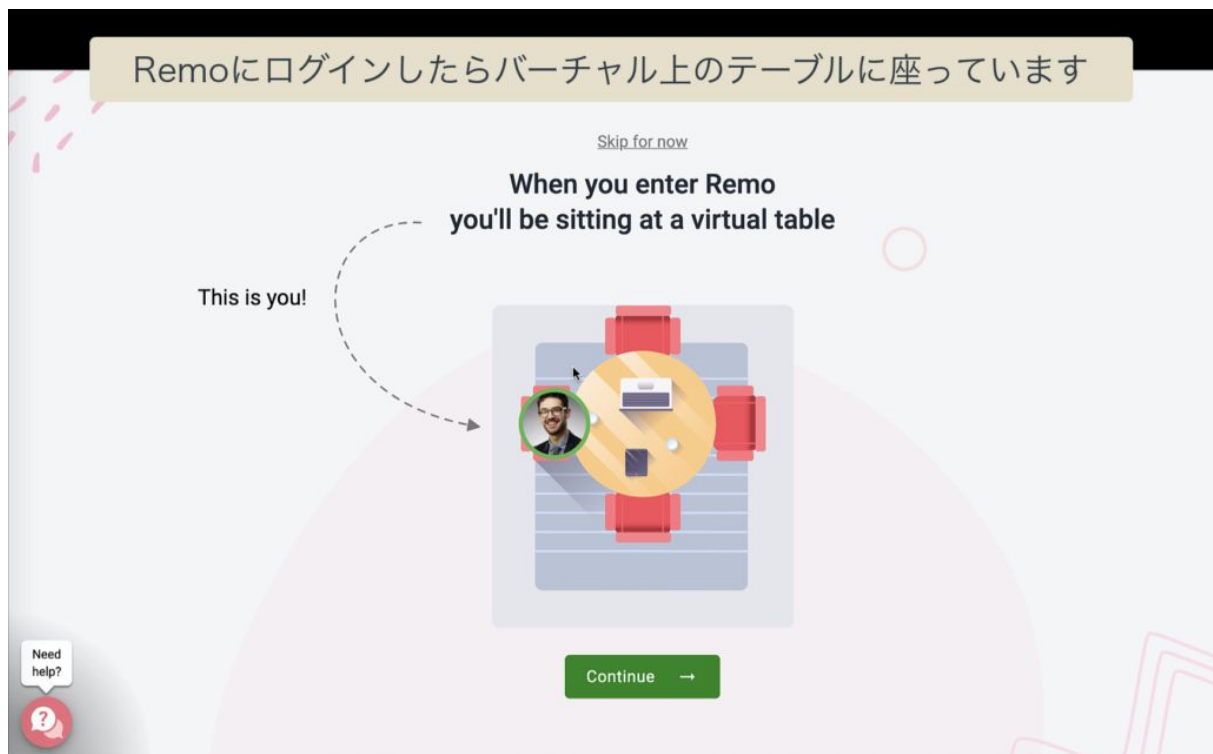 Remoにログインしたらバーチャル上のテーブルに座っています
Skip for now
When you enter Remo
you'll be sitting at a virtual table
This is you!
Continue →
Need
help?
?